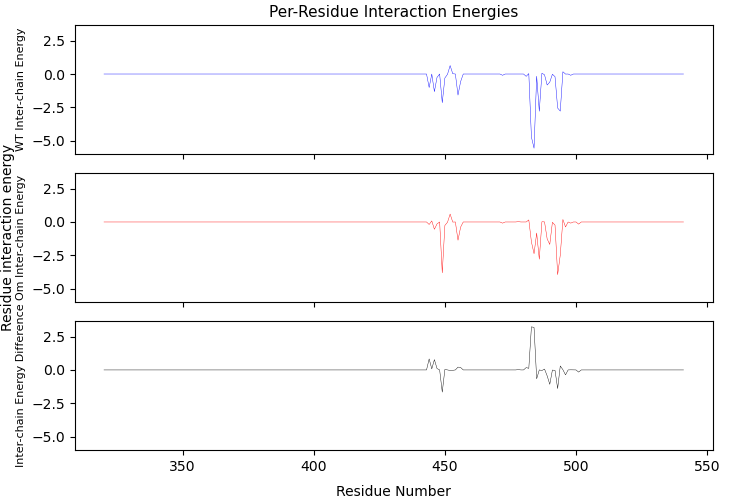 Per-Residue Interaction Energies
Residue interaction energy
WT Inter-chain Energy
2.5
0.0
−2.5
−5.0
Om Inter-chain Energy
2.5
0.0
−2.5
−5.0
Inter-chain Energy Difference
2.5
0.0
−2.5
−5.0
350
400
450
500
550
Residue Number